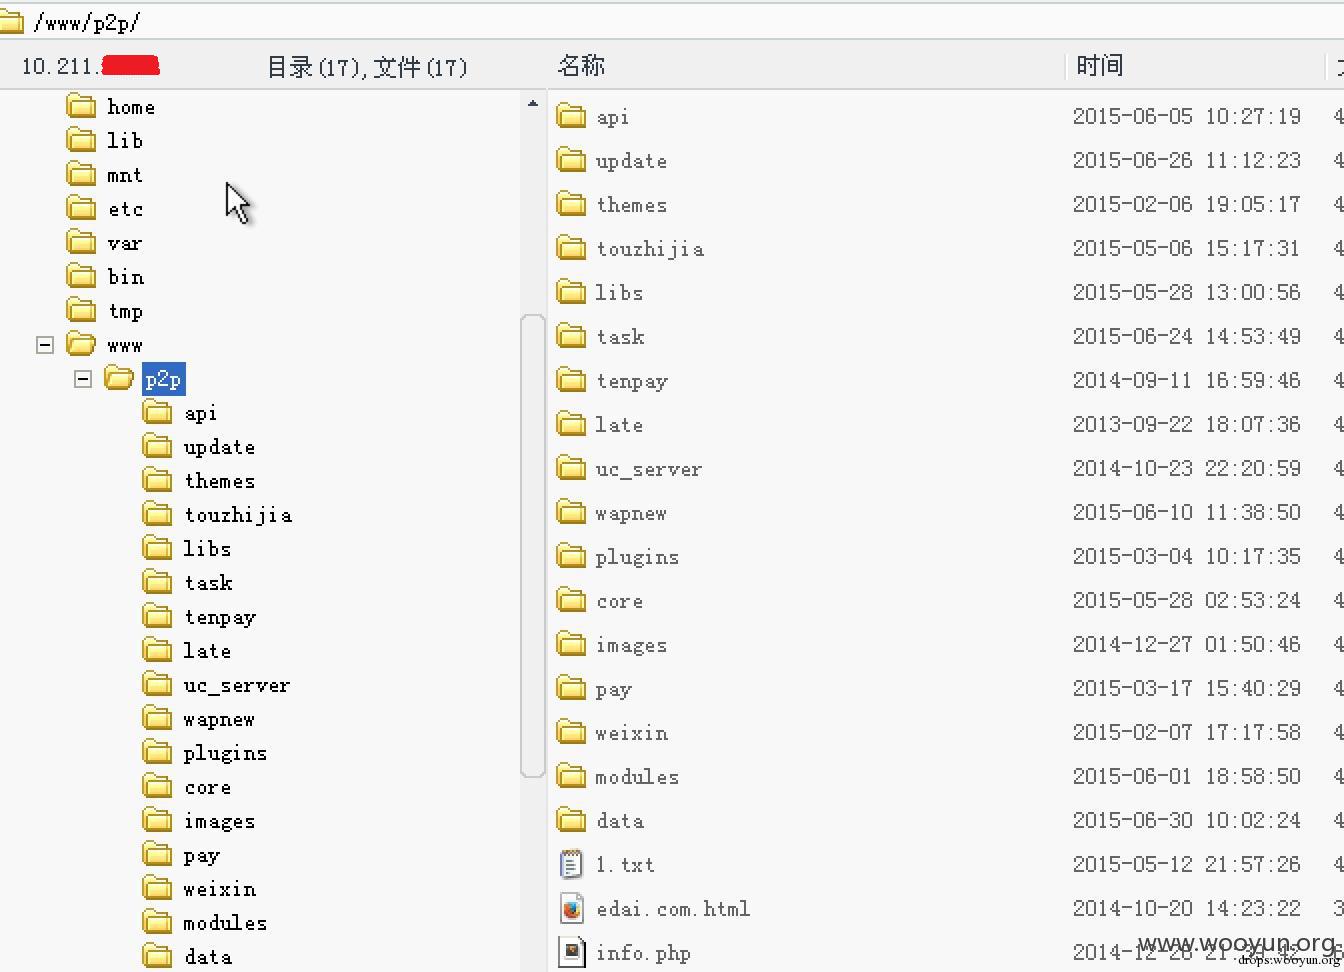 /www/p2p/
10.211.
目录(17),文件(17)
名称
时间
home
lib
mnt
etc
var
bin
tmp
www
p2p
api
update
themes
touzhijia
libs
task
tenpay
late
uc_server
wapnew
plugins
core
images
pay
weixin
modules
data
api 2015-06-05 10:27:19 4
update 2015-06-26 11:12:23 4
themes 2015-02-06 19:05:17 4
touzhijia 2015-05-06 15:17:31 4
libs 2015-05-28 13:00:56 4
task 2015-06-24 14:53:49 4
tenpay 2014-09-11 16:59:46 4
late 2013-09-22 18:07:36 4
uc_server 2014-10-23 22:20:59 4
wapnew 2015-06-10 11:38:50 4
plugins 2015-03-04 10:17:35 4
core 2015-05-28 02:53:24 4
images 2014-12-27 01:50:46 4
pay 2015-03-17 15:40:29 4
weixin 2015-02-07 17:17:58 4
modules 2015-06-01 18:58:50 4
data 2015-06-30 10:02:24 4
1.txt 2015-05-12 21:57:26 4
edai.com.html 2014-10-20 14:23:22 3
info.php
www.wooyun.org
drops.wooyun.org